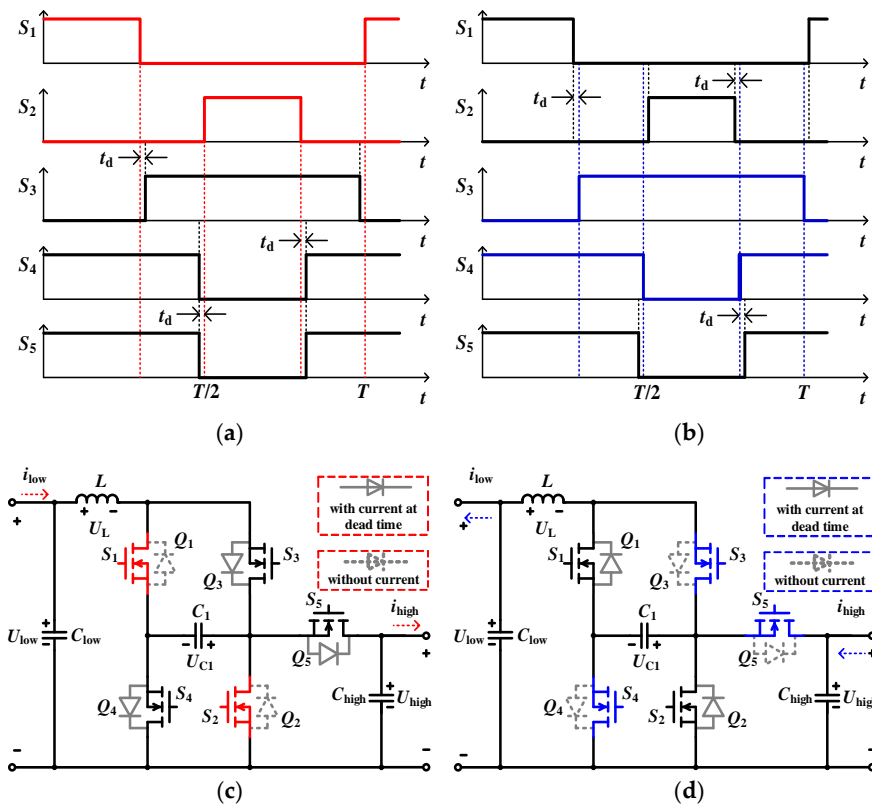 S1
t
td
S2
t
td
S3
t
td
S4
t
td
S5
T/2
T
t
(a)
S1
t
td
td
S2
t
S3
t
S4
t
td
S5
T/2
T
t
(b)
ilow
L
+
+ UL −
with current at
dead time
without current
S1
Q1
Q3
S3
ihigh
C1
S5
Ulow
+
−
Clow
− UC1 +
Q5
+
Q4
S4
S2
Q2
Chigh
+
−
Uhigh
−
−
(c)
ilow
L
+
+ UL −
with current at
dead time
without current
S1
Q1
Q3
S3
ihigh
C1
S5
Ulow
+
−
Clow
− UC1 +
Q5
+
Q4
S4
S2
Q2
Chigh
+
−
Uhigh
−
−
(d)